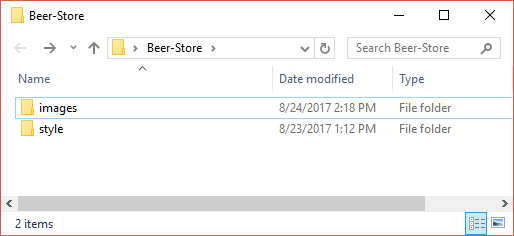 Beer-Store
Beer-Store
Search Beer-Store
Name Date modified Type
images 8/24/2017 2:18 PM File folder
style 8/23/2017 1:12 PM File folder
2 items